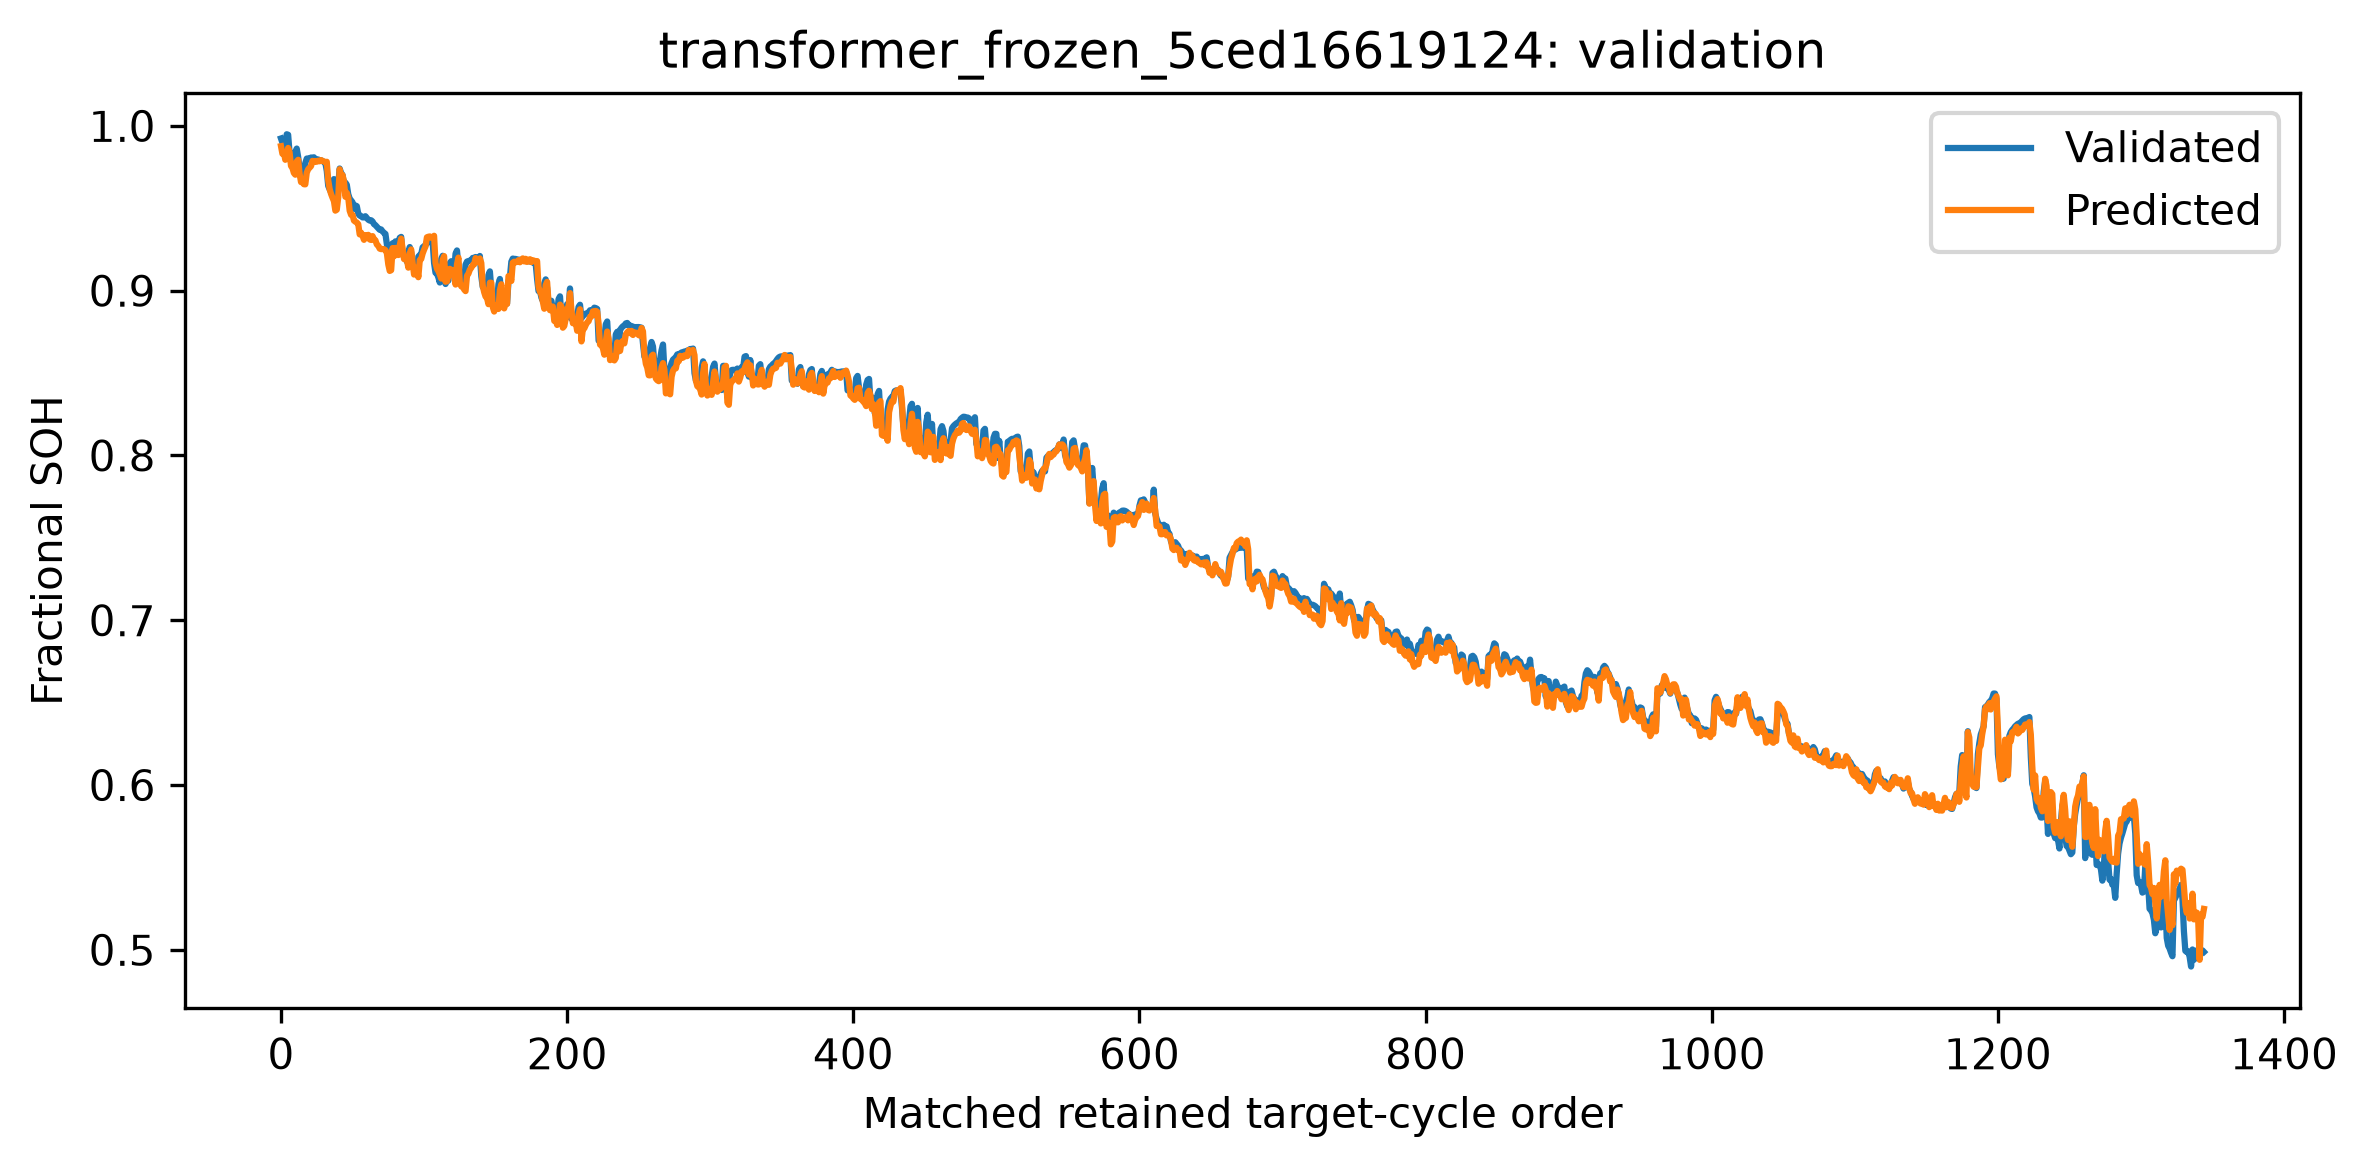 transformer_frozen_5ced16619124: validation
Validated
Predicted
Fractional SOH
1.0
0.9
0.8
0.7
0.6
0.5
0 200 400 600 800 1000 1200 1400
Matched retained target-cycle order